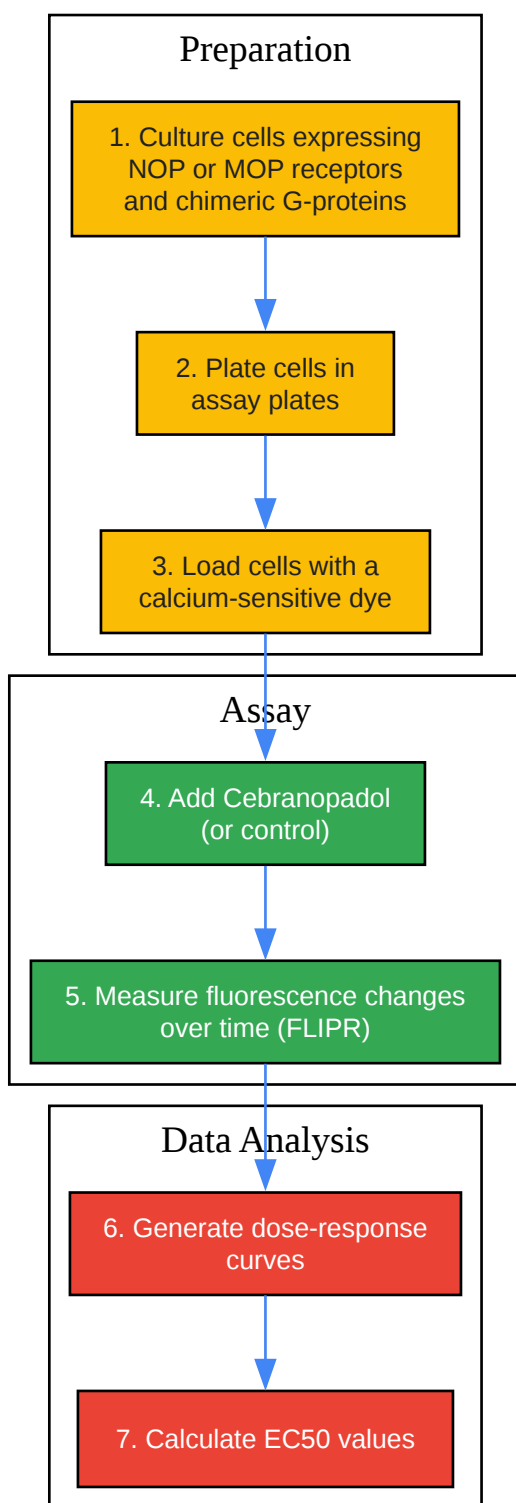 Preparation
1. Culture cells expressing
NOP or MOP receptors
and chimeric G-proteins
2. Plate cells in
assay plates
3. Load cells with a
calcium-sensitive dye
Assay
4. Add Cebranopadol
(or control)
5. Measure fluorescence changes
over time (FLIPR)
Data Analysis
6. Generate dose-response
curves
7. Calculate EC50 values